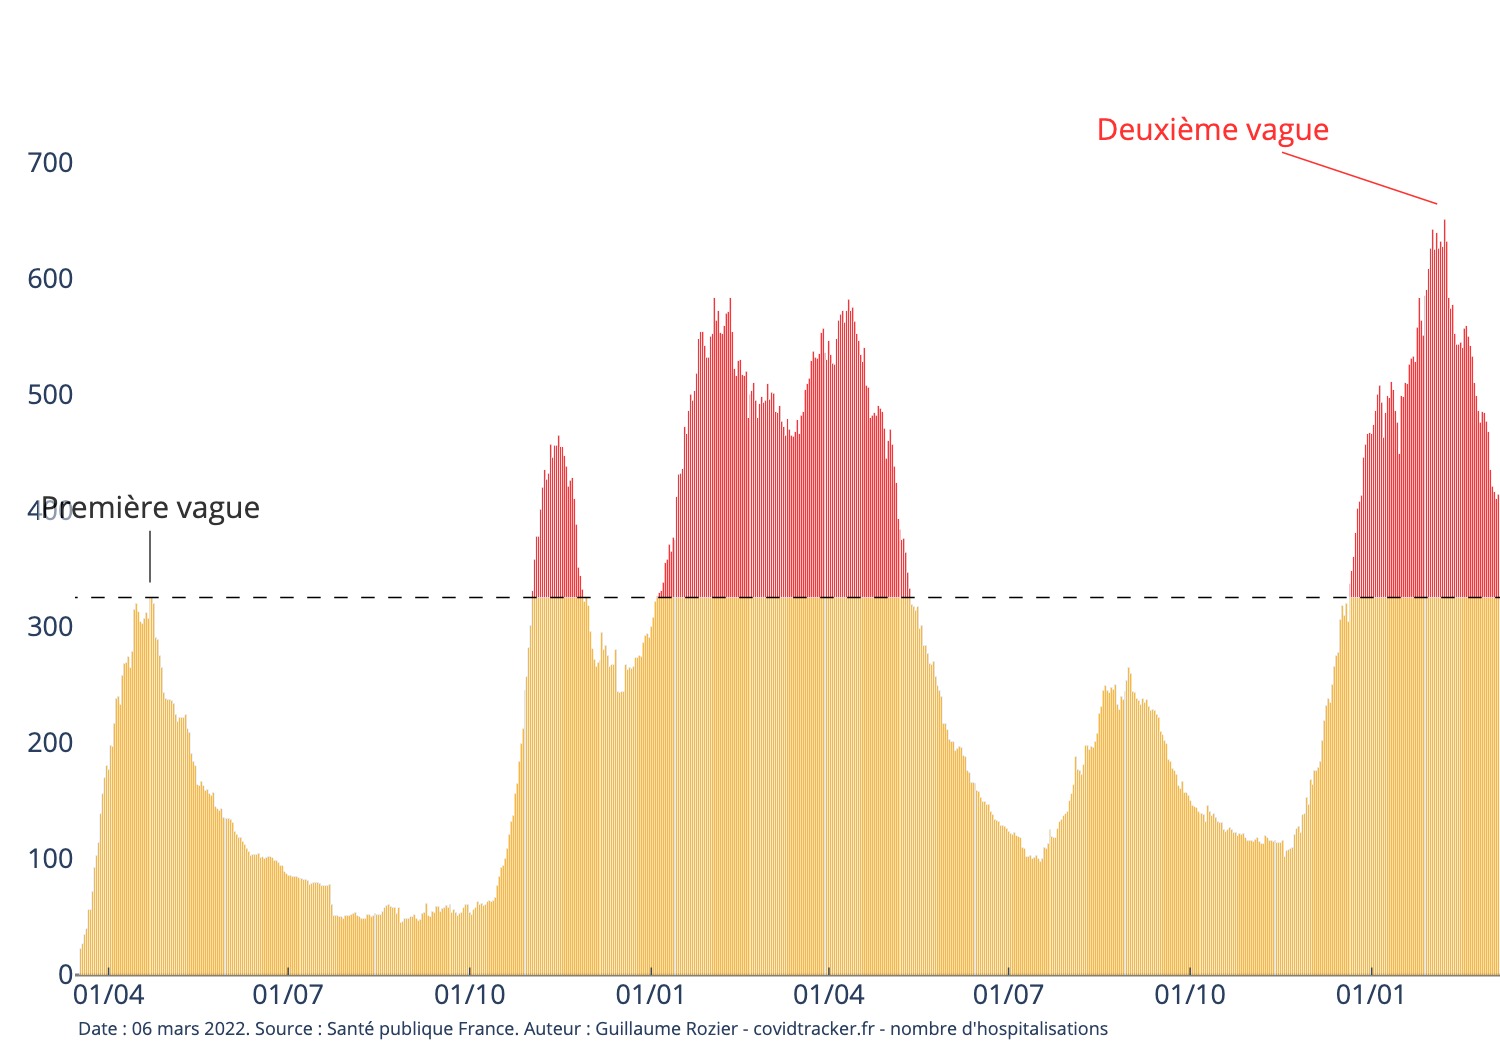 Deuxième vague
700
600
500
400
Première vague
300
200
100
0
01/04 01/07 01/10 01/01 01/04 01/07 01/10 01/01
Date : 06 mars 2022. Source : Santé publique France. Auteur : Guillaume Rozier - covidtracker.fr - nombre d'hospitalisations